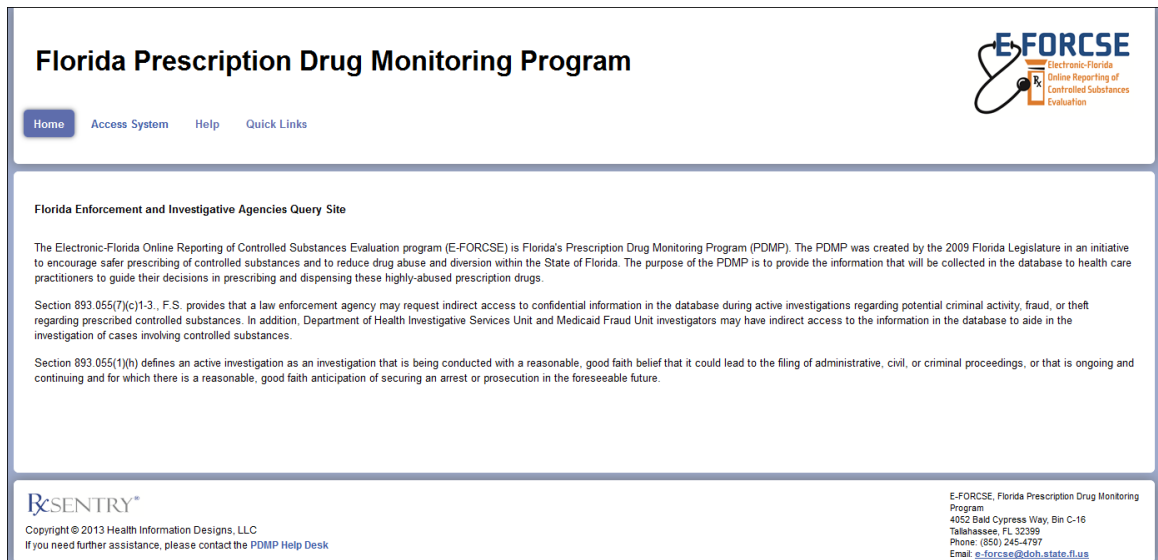 Florida Prescription Drug Monitoring Program
E-FORCSE
Electronic-Florida
Online Reporting of
Controlled Substances
Evaluation
Rx
Home Access System Help Quick Links
Florida Enforcement and Investigative Agencies Query Site
The Electronic-Florida Online Reporting of Controlled Substances Evaluation program (E-FORCSE) is Florida's Prescription Drug Monitoring Program (PDMP). The PDMP was created by the 2009 Florida Legislature in an initiative
to encourage safer prescribing of controlled substances and to reduce drug abuse and diversion within the State of Florida. The purpose of the PDMP is to provide the information that will be collected in the database to health care
practitioners to guide their decisions in prescribing and dispensing these highly-abused prescription drugs.
Section 893.055(7)(c)1-3., F.S. provides that a law enforcement agency may request indirect access to confidential information in the database during active investigations regarding potential criminal activity, fraud, or theft
regarding prescribed controlled substances. In addition, Department of Health Investigative Services Unit and Medicaid Fraud Unit investigators may have indirect access to the information in the database to aide in the
investigation of cases involving controlled substances.
Section 893.055(1)(h) defines an active investigation as an investigation that is being conducted with a reasonable, good faith belief that it could lead to the filing of administrative, civil, or criminal proceedings, or that is ongoing and
continuing and for which there is a reasonable, good faith anticipation of securing an arrest or prosecution in the foreseeable future.
RxSENTRY®
Copyright © 2013 Health Information Designs, LLC
If you need further assistance, please contact the PDMP Help Desk
E-FORCSE, Florida Prescription Drug Monitoring
Program
4052 Bald Cypress Way, Bin C-16
Tallahassee, FL 32399
Phone: (850) 245-4797
Email: e-forcse@doh.state.fl.us